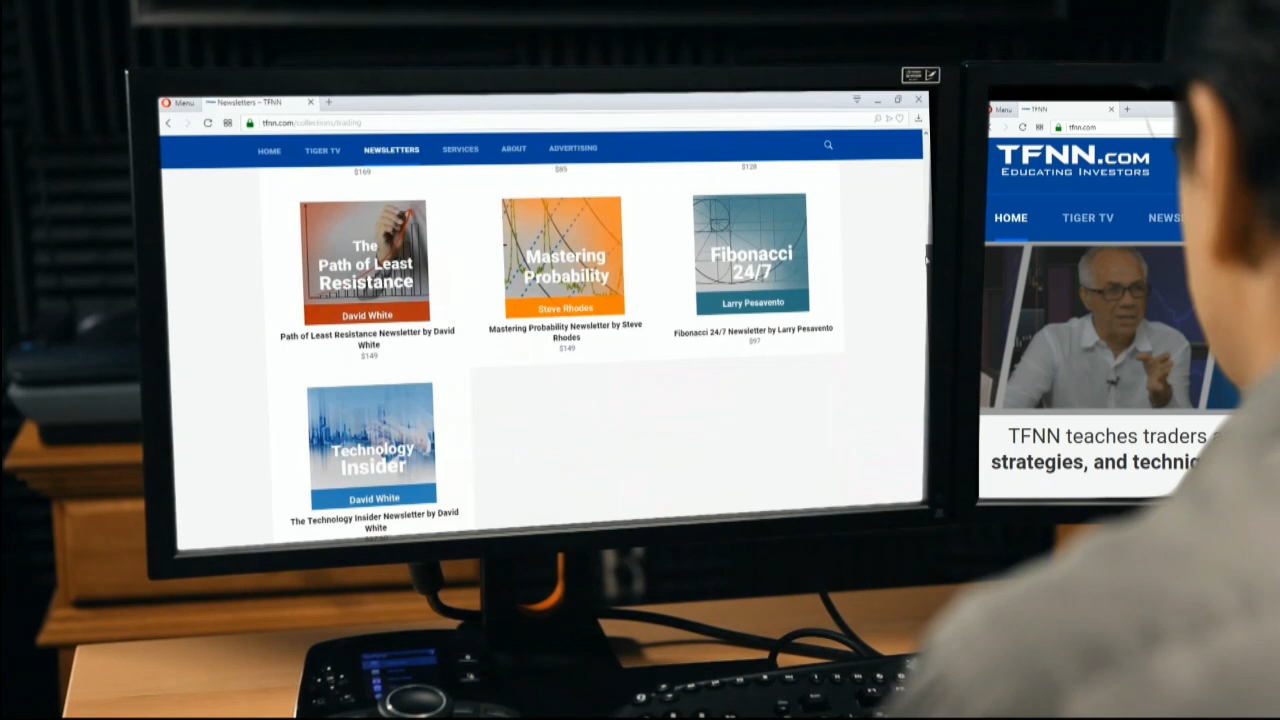 Menu
Newsletters – TFNN
tfnn.com/collections/trading
HOME
TIGER TV
NEWSLETTERS
SERVICES
ABOUT
ADVERTISING
$169
$85
$128
The
Path of Least
Resistance
David White
Path of Least Resistance Newsletter by David
White
$149
Mastering
Probability
Steve Rhodes
Mastering Probability Newsletter by Steve
Rhodes
$149
Fibonacci
24/7
Larry Pesavento
Fibonacci 24/7 Newsletter by Larry Pesavento
$97
Technology
Insider
David White
The Technology Insider Newsletter by David
White
Menu
TFNN
tfnn.com
TFNN.COM
EDUCATING INVESTORS
HOME
TIGER TV
NEWS
TFNN teaches traders a
strategies, and techniq